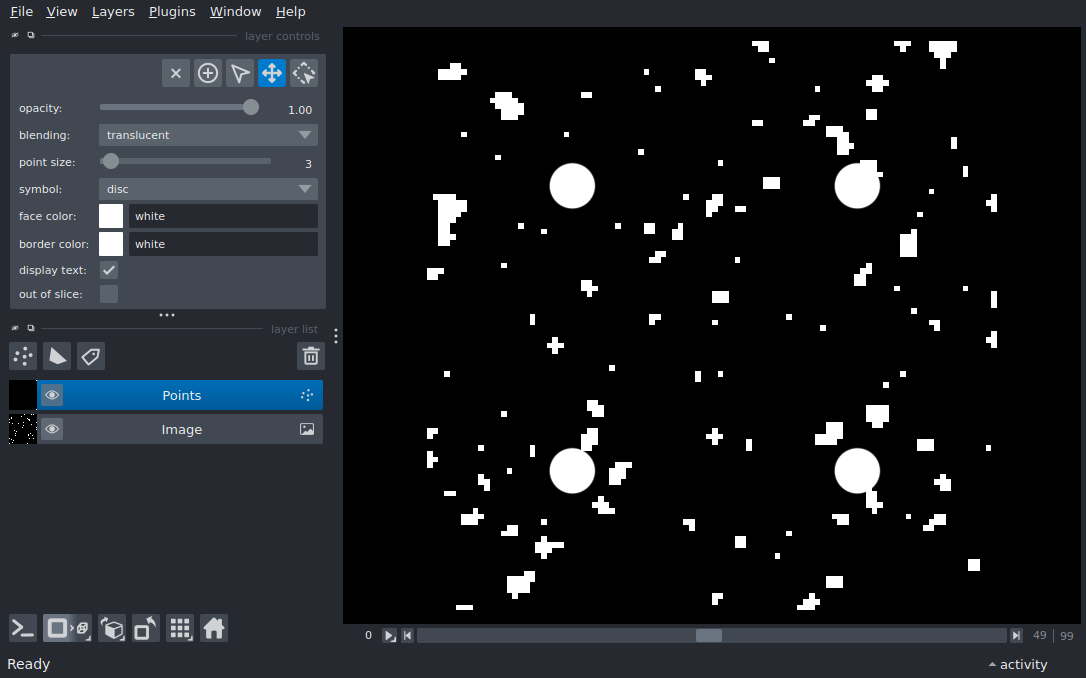 File View Layers Plugins Window Help
layer controls
opacity: 1.00
blending: translucent
point size: 3
symbol: disc
face color: white
border color: white
display text:
out of slice:
layer list
Points
Image
0 49 99
Ready activity